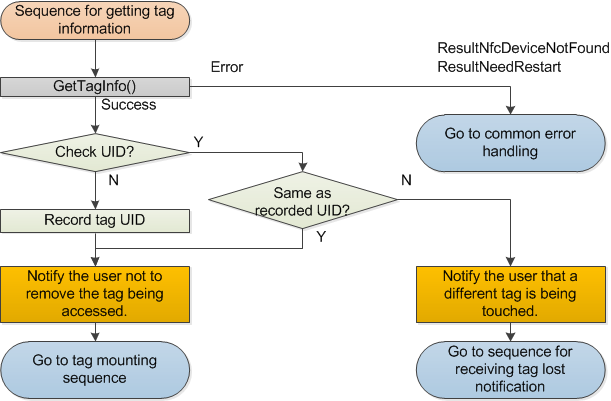 Sequence for getting tag
information
ResultNfcDeviceNotFound
ResultNeedRestart
Error
GetTagInfo()
Success
Go to common error
handling
Check UID?
Y
N
Same as
recorded UID?
N
Y
Record tag UID
Notify the user not to
remove the tag being
accessed.
Notify the user that a
different tag is being
touched.
Go to tag mounting
sequence
Go to sequence for
receiving tag lost
notification